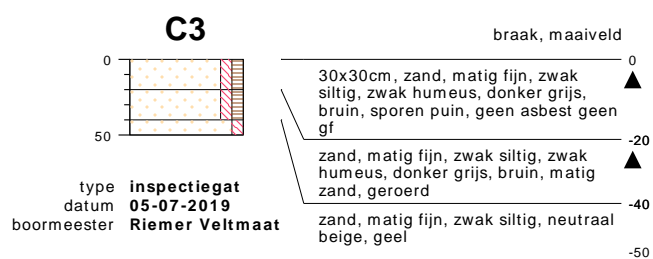 C3
braak, maaiveld
0
0
30x30cm, zand, matig fijn, zwak
siltig, zwak humeus, donker grijs,
bruin, sporen puin, geen asbest geen
gf
-20
50
zand, matig fijn, zwak siltig, zwak
humeus, donker grijs, bruin, matig
zand, geroerd
-40
type inspectiegat
datum 05-07-2019
boormeester Riemer Veltmaat
zand, matig fijn, zwak siltig, neutraal
beige, geel
-50